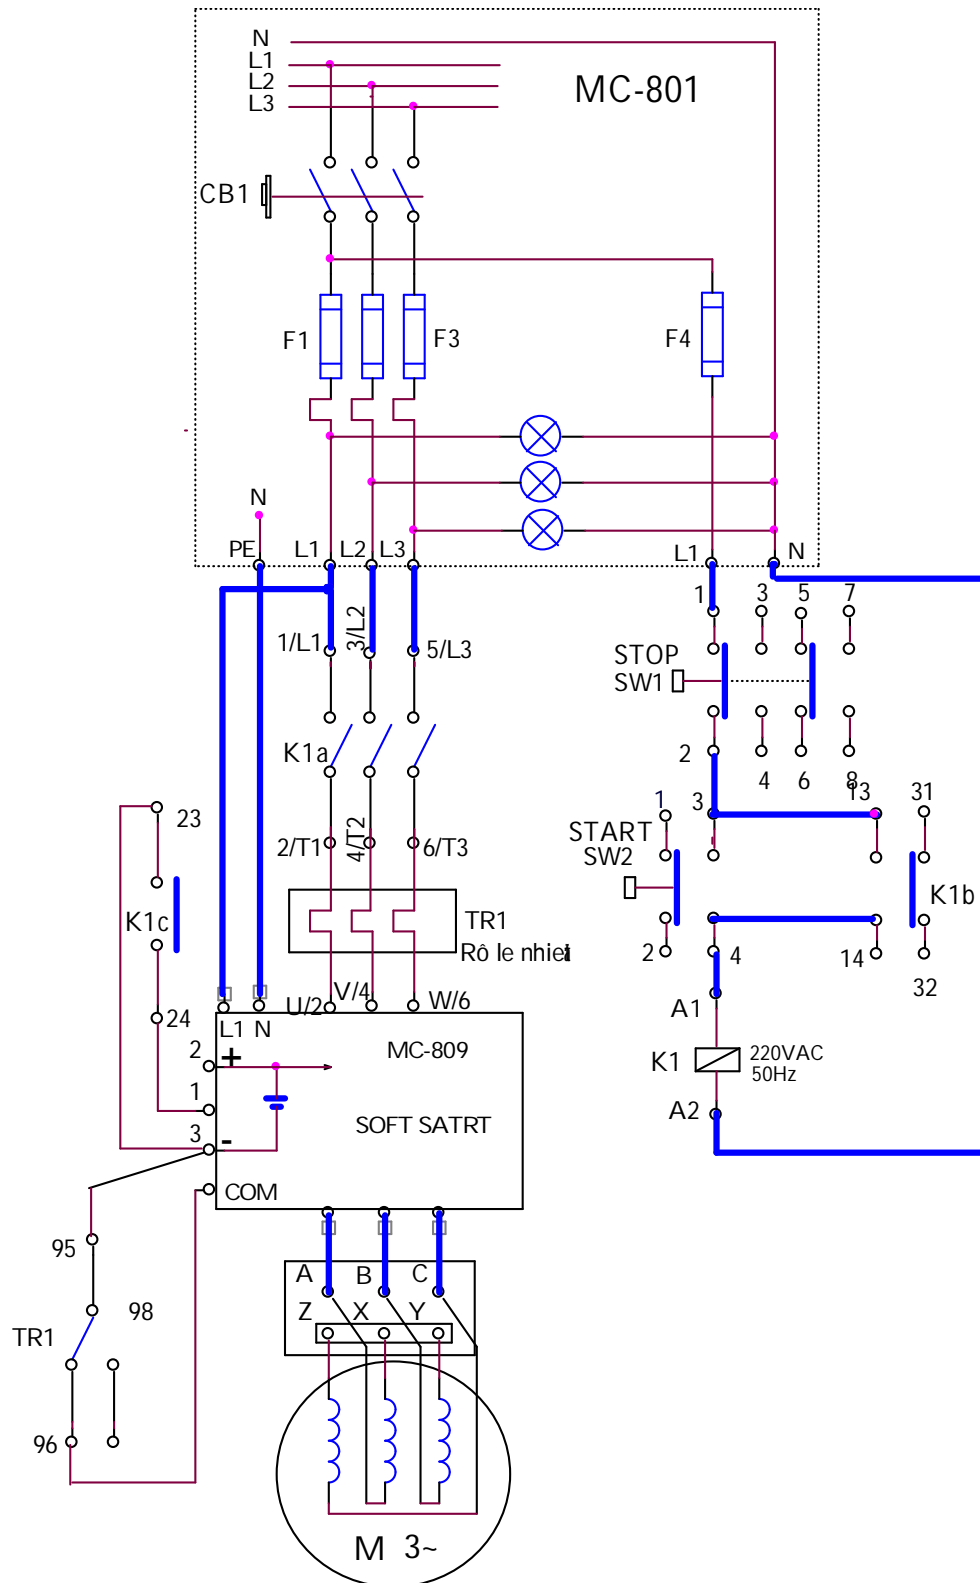 N
L1
L2
L3
MC-801
CB1
F1
F3
F4
N
PE
L1
L2
L3
L1
N
1/L1
3/L2
5/L3
1
3
5
7
STOP
SW1
2
4
6
8
K1a
23
2/T1
4/T2
6/T3
1
3
13
31
START
SW2
K1b
K1c
TR1
Rô le nhiet
2
4
14
32
24
U/2
V/4
W/6
A1
L1
N
MC-809
2
+
K1
220VAC
50Hz
1
SOFT SATRT
A2
3
-
COM
95
A
B
C
98
Z
X
Y
TR1
96
M 3~